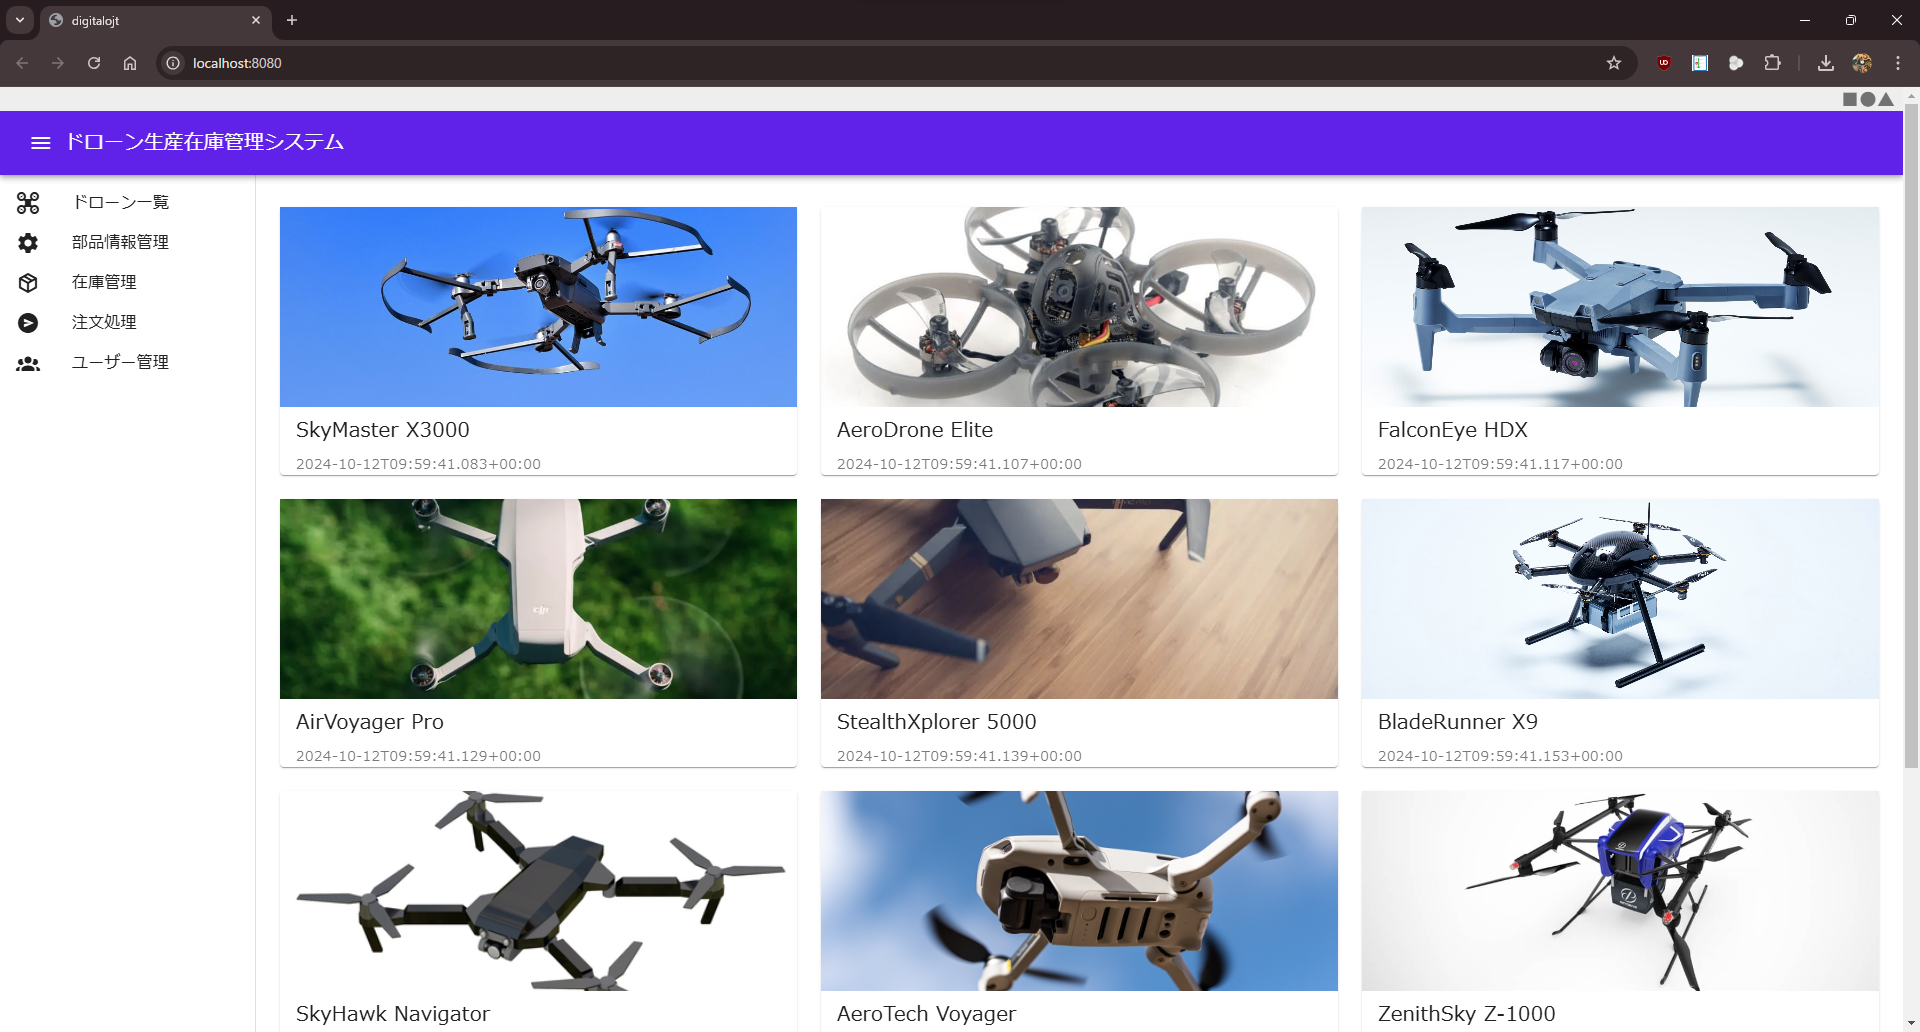 digitalojt
localhost:8080
ドローン生産在庫管理システム
ドローン一覧
部品情報管理
在庫管理
注文処理
ユーザー管理
SkyMaster X3000
2024-10-12T09:59:41.083+00:00
AeroDrone Elite
2024-10-12T09:59:41.107+00:00
FalconEye HDX
2024-10-12T09:59:41.117+00:00
dji
AirVoyager Pro
2024-10-12T09:59:41.129+00:00
StealthXplorer 5000
2024-10-12T09:59:41.139+00:00
BladeRunner X9
2024-10-12T09:59:41.153+00:00
SkyHawk Navigator
AeroTech Voyager
ZenithSky Z-1000